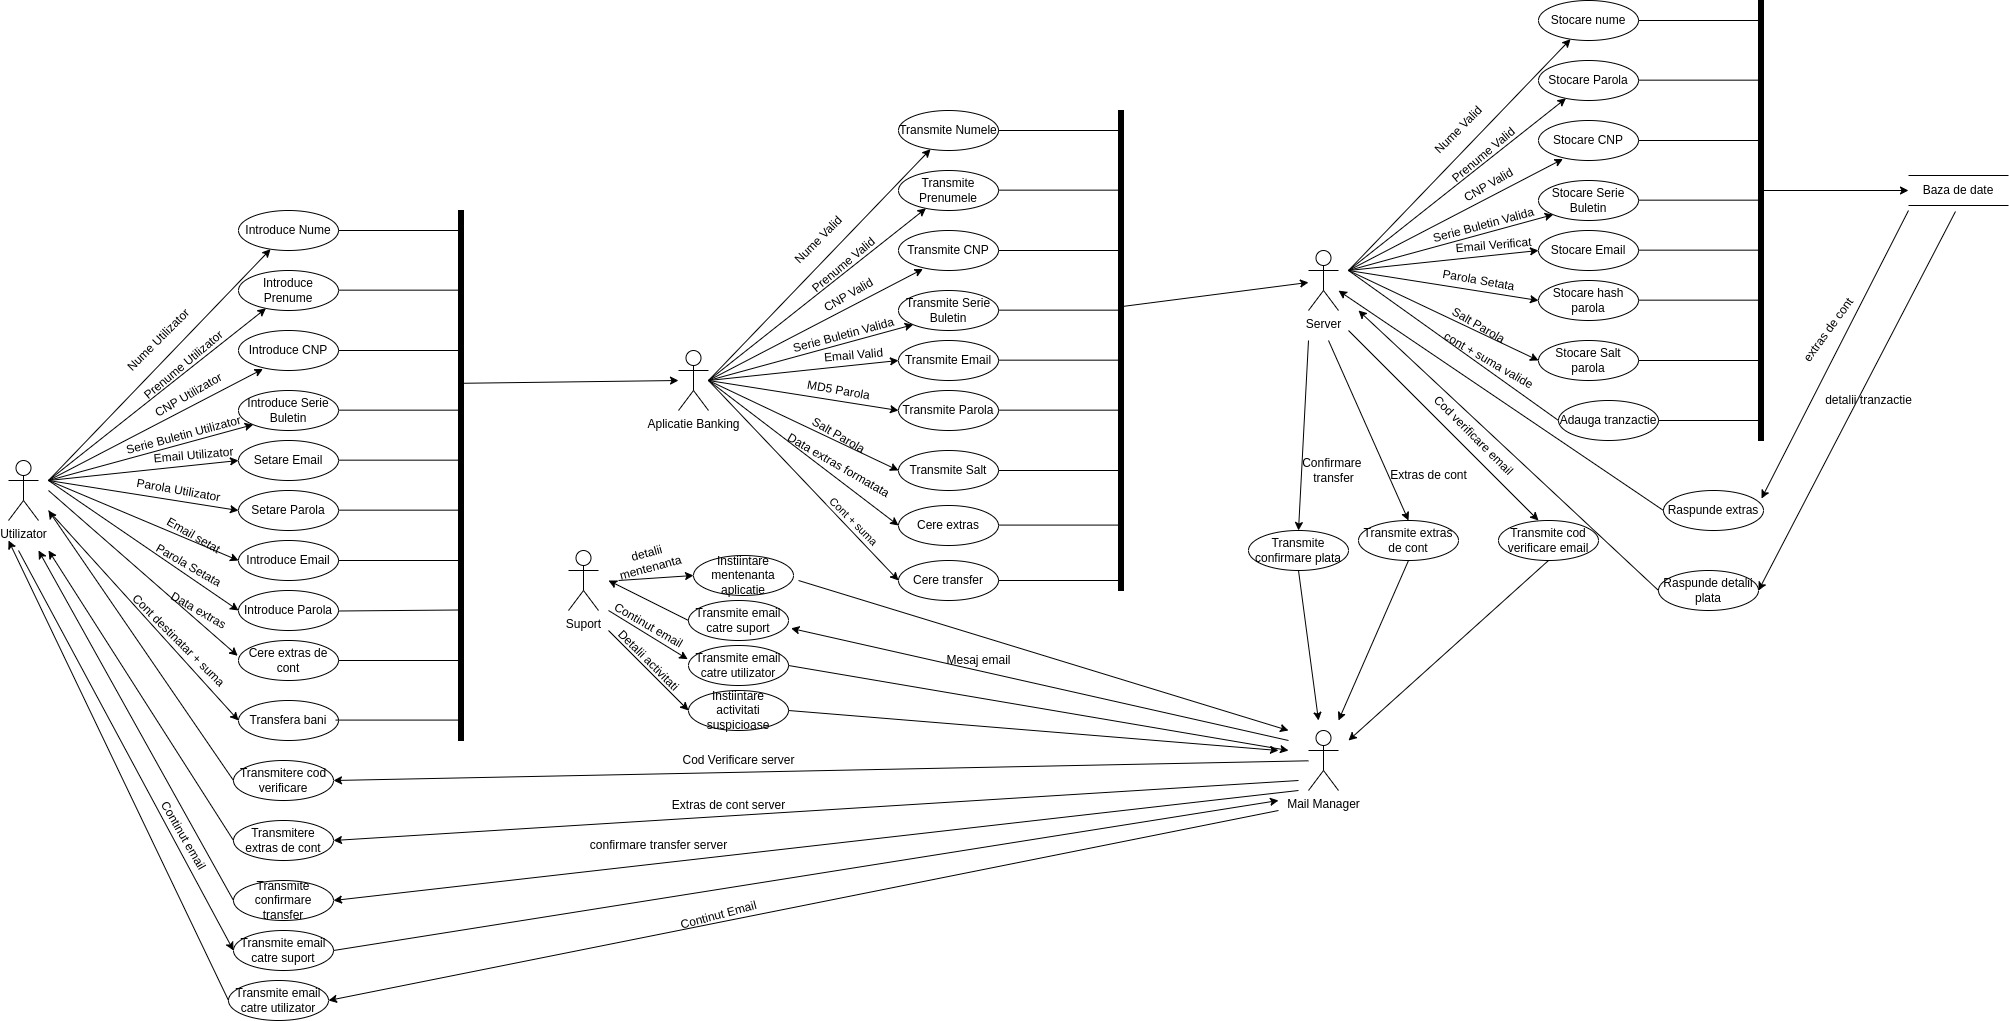 Stocare nume
Stocare Parola
Stocare CNP
Stocare Serie
Buletin
Stocare Email
Stocare hash
parola
Stocare Salt
parola
Adauga tranzactie
Nume Valid
Prenume Valid
CNP Valid
Serie Buletin Valida
Email Verificat
Parola Setata
Salt Parola
cont + suma valide
Baza de date
extras de cont
detalii tranzactie
Raspunde extras
Raspunde detalii
plata
Server
Cod verificare email
Confirmare
transfer
Extras de cont
Transmite
confirmare plata
Transmite extras
de cont
Transmite cod
verificare email
Transmite Numele
Transmite
Prenumele
Transmite CNP
Transmite Serie
Buletin
Transmite Email
Transmite Parola
Transmite Salt
Cere extras
Cere transfer
Nume Valid
Prenume Valid
CNP Valid
Serie Buletin Valida
Email Valid
MD5 Parola
Salt Parola
Data extras formatata
Cont + suma
Aplicatie Banking
Introduce Nume
Introduce
Prenume
Introduce CNP
Introduce Serie
Buletin
Setare Email
Setare Parola
Introduce Email
Introduce Parola
Cere extras de
cont
Transfera bani
Nume Utilizator
Prenume Utilizator
CNP Utilizator
Serie Buletin Utilizator
Email Utilizator
Parola Utilizator
Email setat
Parola Setata
Data extras
Cont destinatar + suma
Utilizator
Suport
detalii
mentenanta
Continut email
Detalii activitati
Instiintare
mentenanta
aplicatie
Transmite email
catre suport
Transmite email
catre utilizator
Instiintare
activitati
suspicioase
Mesaj email
Mail Manager
Cod Verificare server
Extras de cont server
confirmare transfer server
Continut Email
Transmitere cod
verificare
Transmitere
extras de cont
Transmite
confirmare
transfer
Transmite email
catre suport
Transmite email
catre utilizator
Continut email